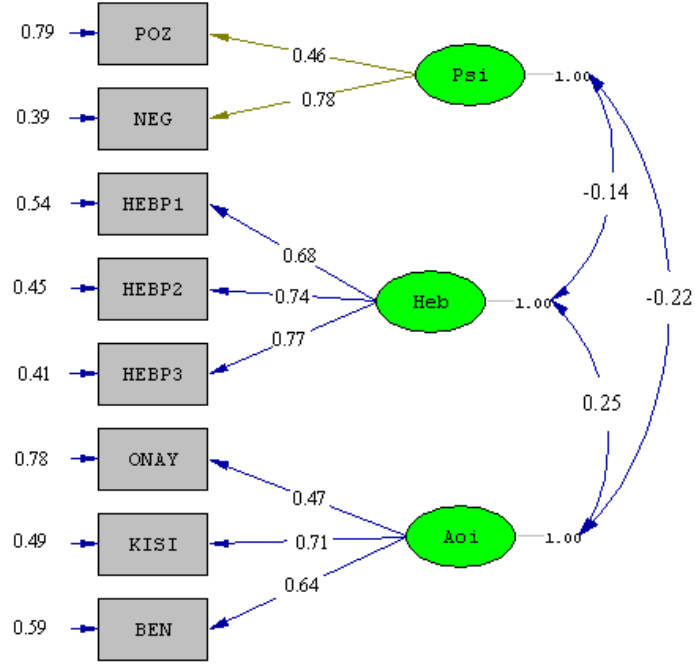 0.79 POZ
0.46
Psi 1.00
0.78
0.39 NEG
-0.14
0.54 HEBP1
0.68
0.45 HEBP2
0.74
Heb 1.00
-0.22
0.77
0.41 HEBP3
0.25
0.78 ONAY
0.47
0.49 KISI
0.71
Aoi 1.00
0.64
0.59 BEN